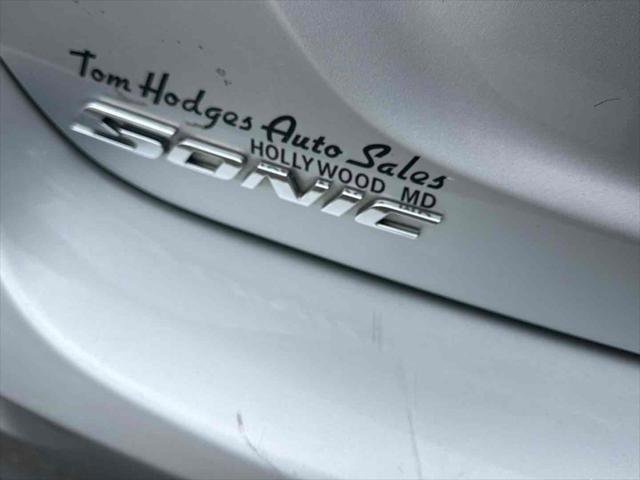 Tom Hodges Auto Sales
HOLLYWOOD MD
SONIC